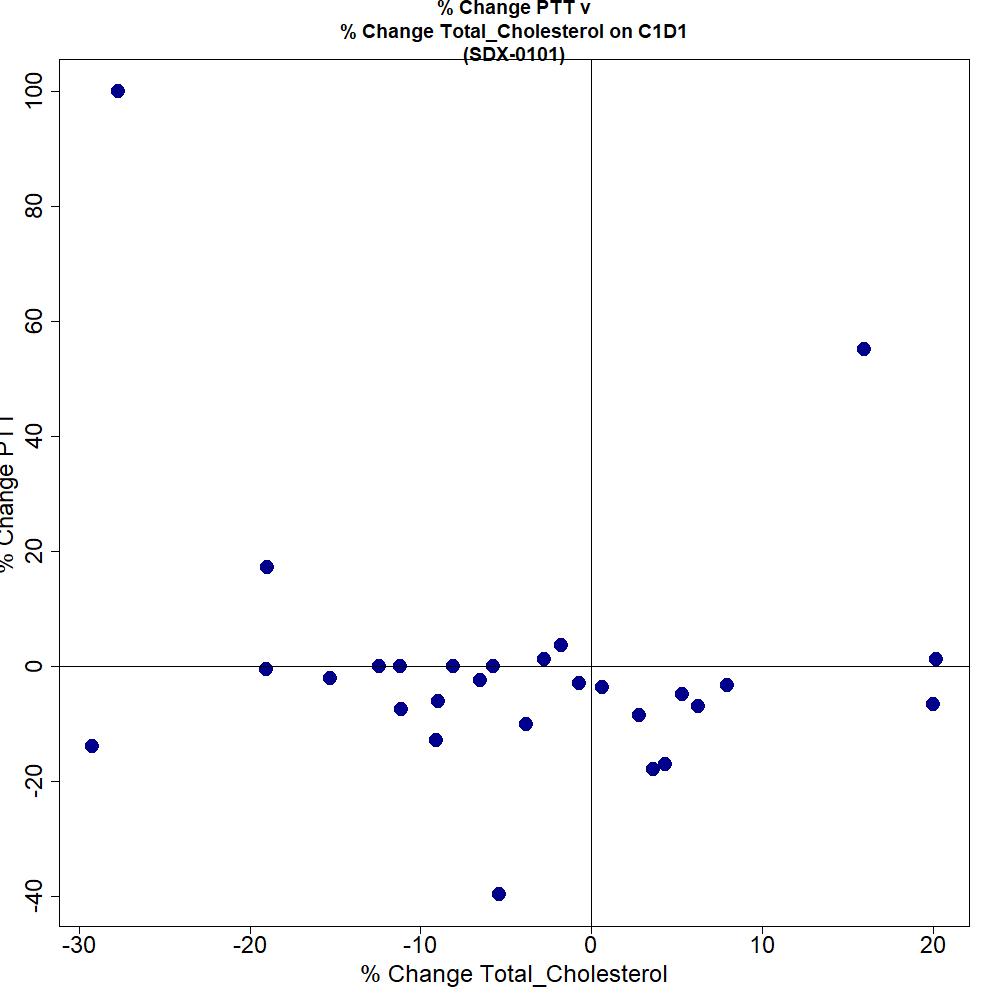 % Change PTT v
% Change Total_Cholesterol on C1D1
(SDX-0101)
100
80
60
40
20
0
-20
-40
% Change PTT
-30 -20 -10 0 10 20
% Change Total_Cholesterol